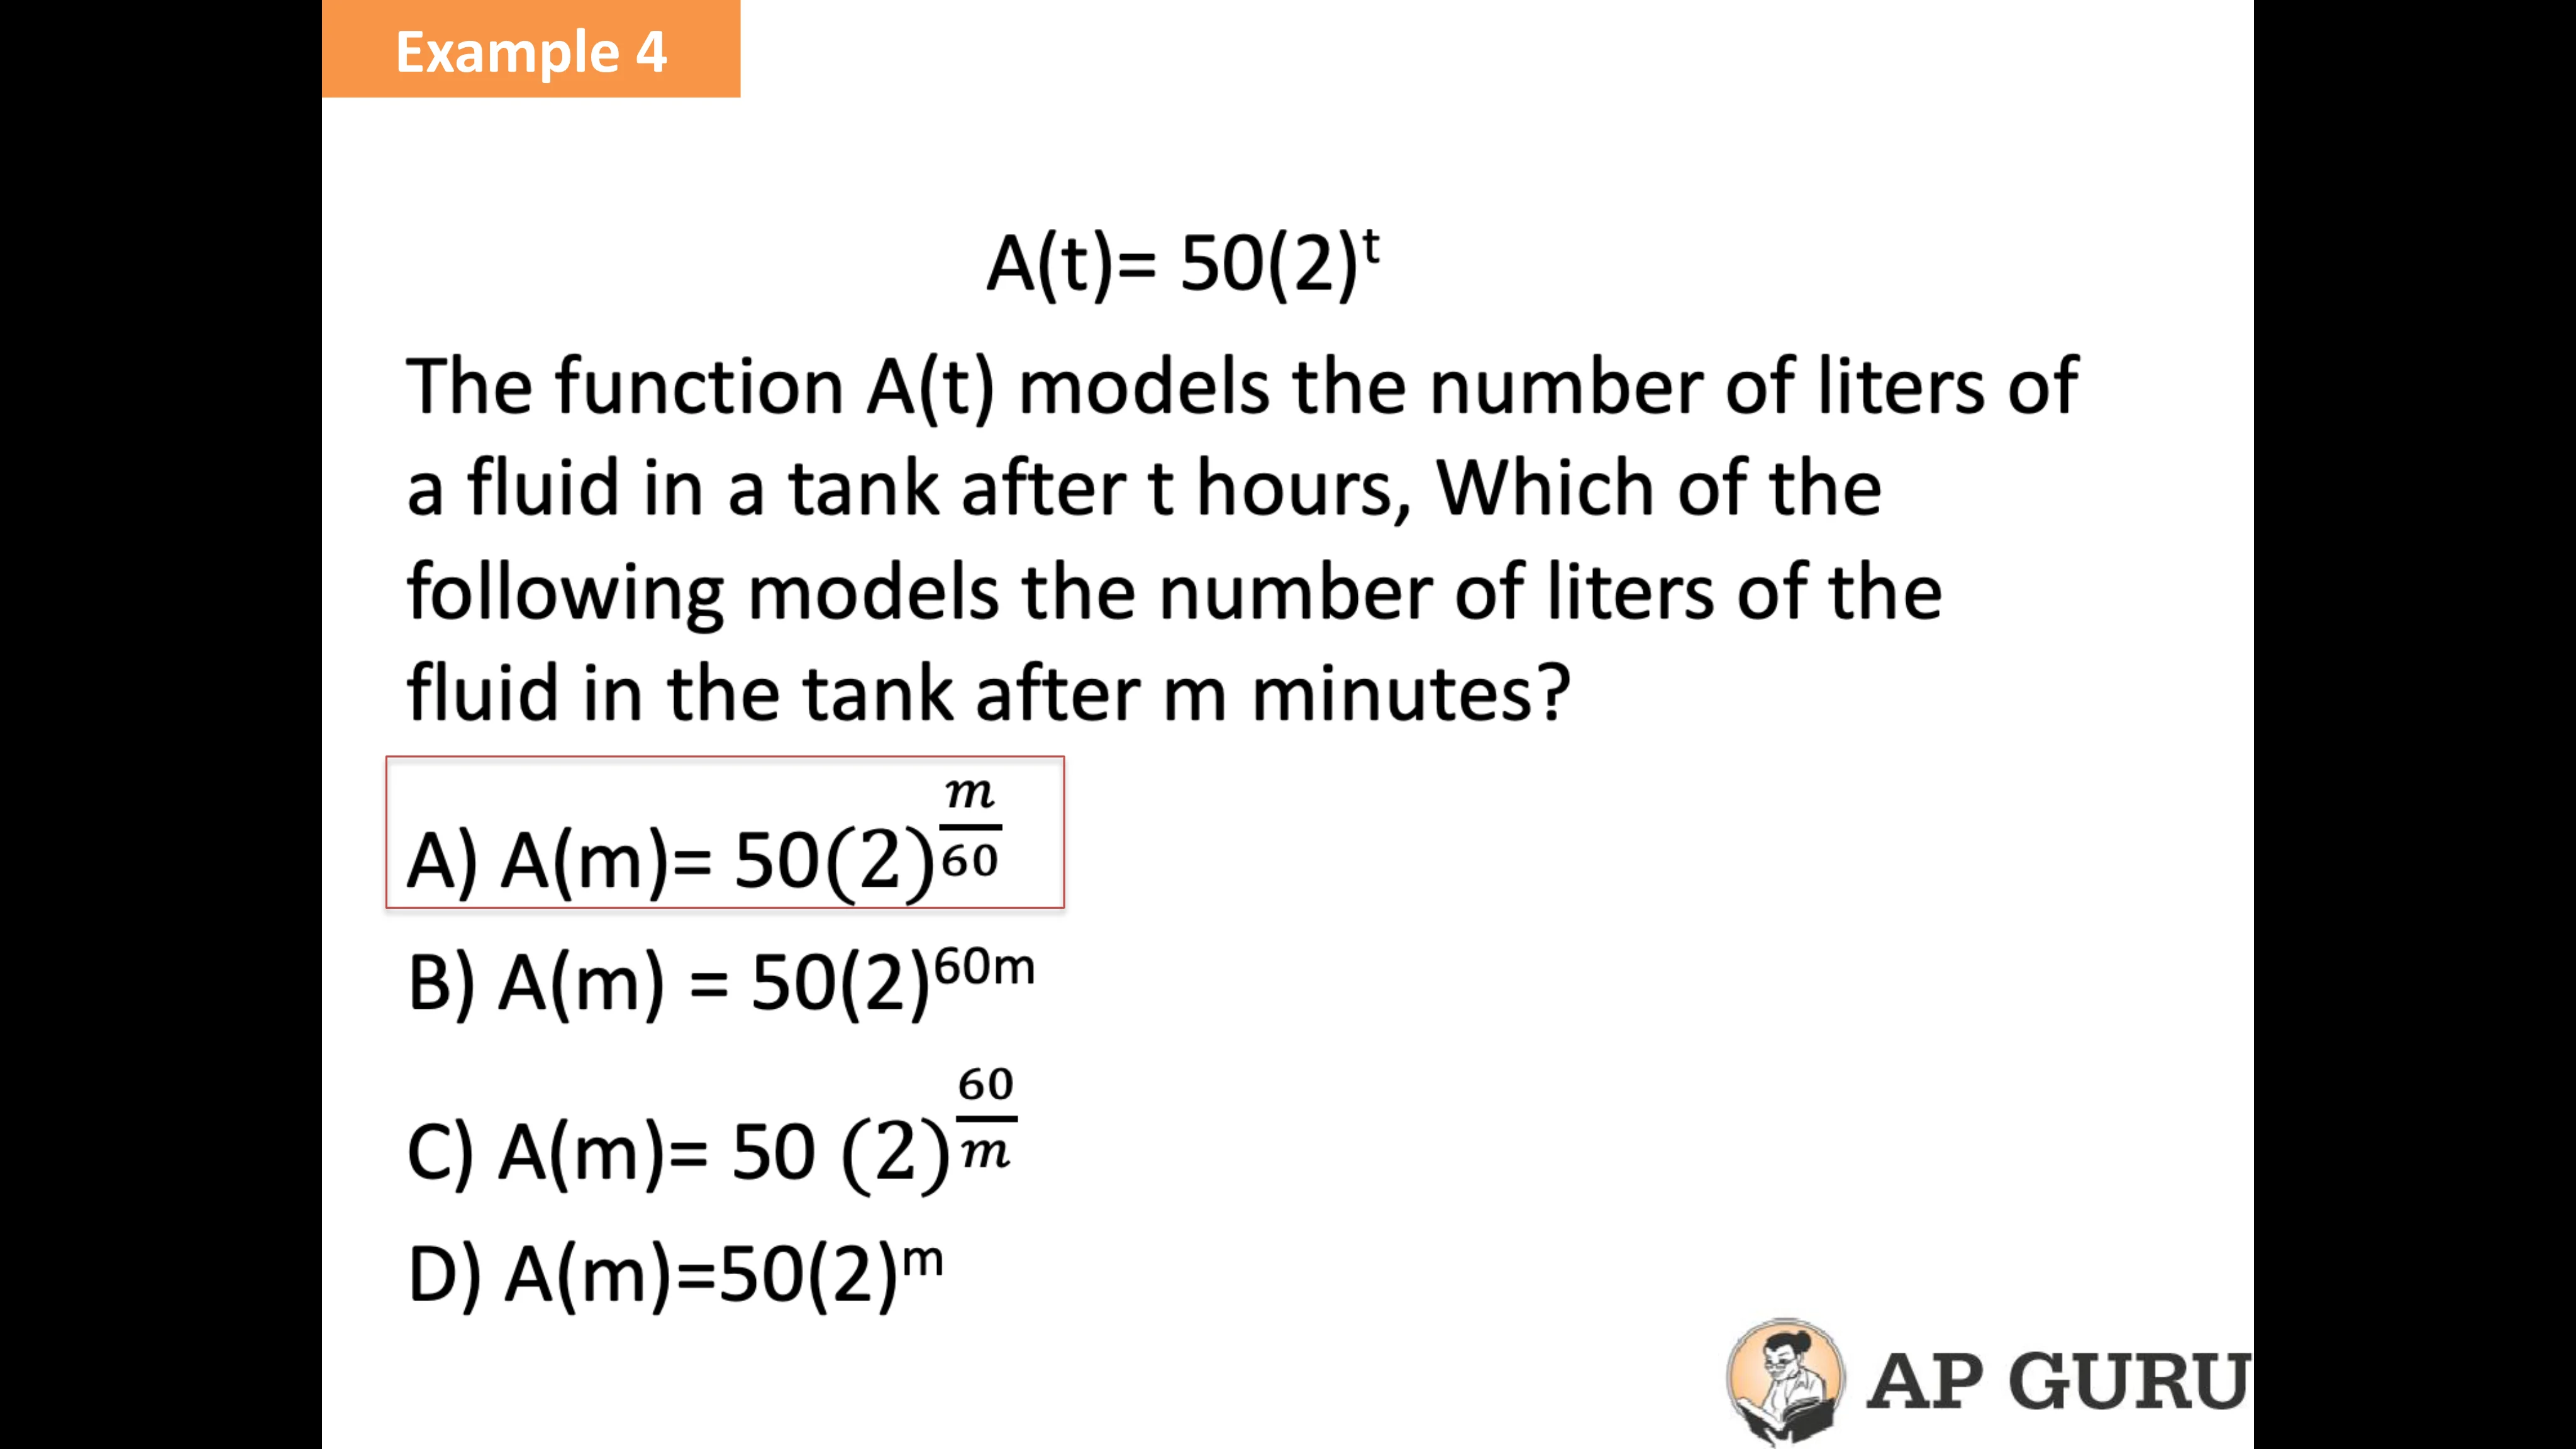 Example 4
A(t)= 50(2)ᵗ
The function A(t) models the number of liters of
a fluid in a tank after t hours, Which of the
following models the number of liters of the
fluid in the tank after m minutes?
A) A(m)= 50(2)^(m/60)
B) A(m) = 50(2)^(60m)
C) A(m)= 50 (2)^(60/m)
D) A(m)=50(2)ᵐ
AP GURU